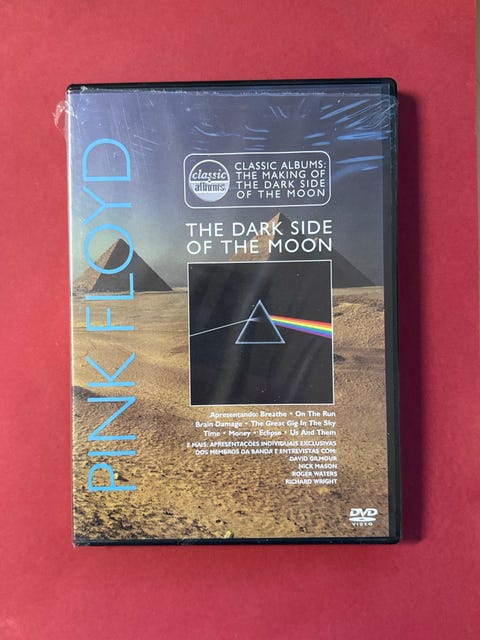 PINK FLOYD
classic
albums
CLASSIC ALBUMS:
THE MAKING OF
THE DARK SIDE
OF THE MOON
THE DARK SIDE
OF THE MOON
Apresentando: Breathe • On The Run
Brain Damage • The Great Gig In The Sky
Time • Money • Eclipse • Us And Them
E MAIS: APRESENTAÇÕES INDIVIDUAIS EXCLUSIVAS
DOS MEMBROS DA BANDA E ENTREVISTAS COM:
DAVID GILMOUR
NICK MASON
ROGER WATERS
RICHARD WRIGHT
DVD
VIDEO